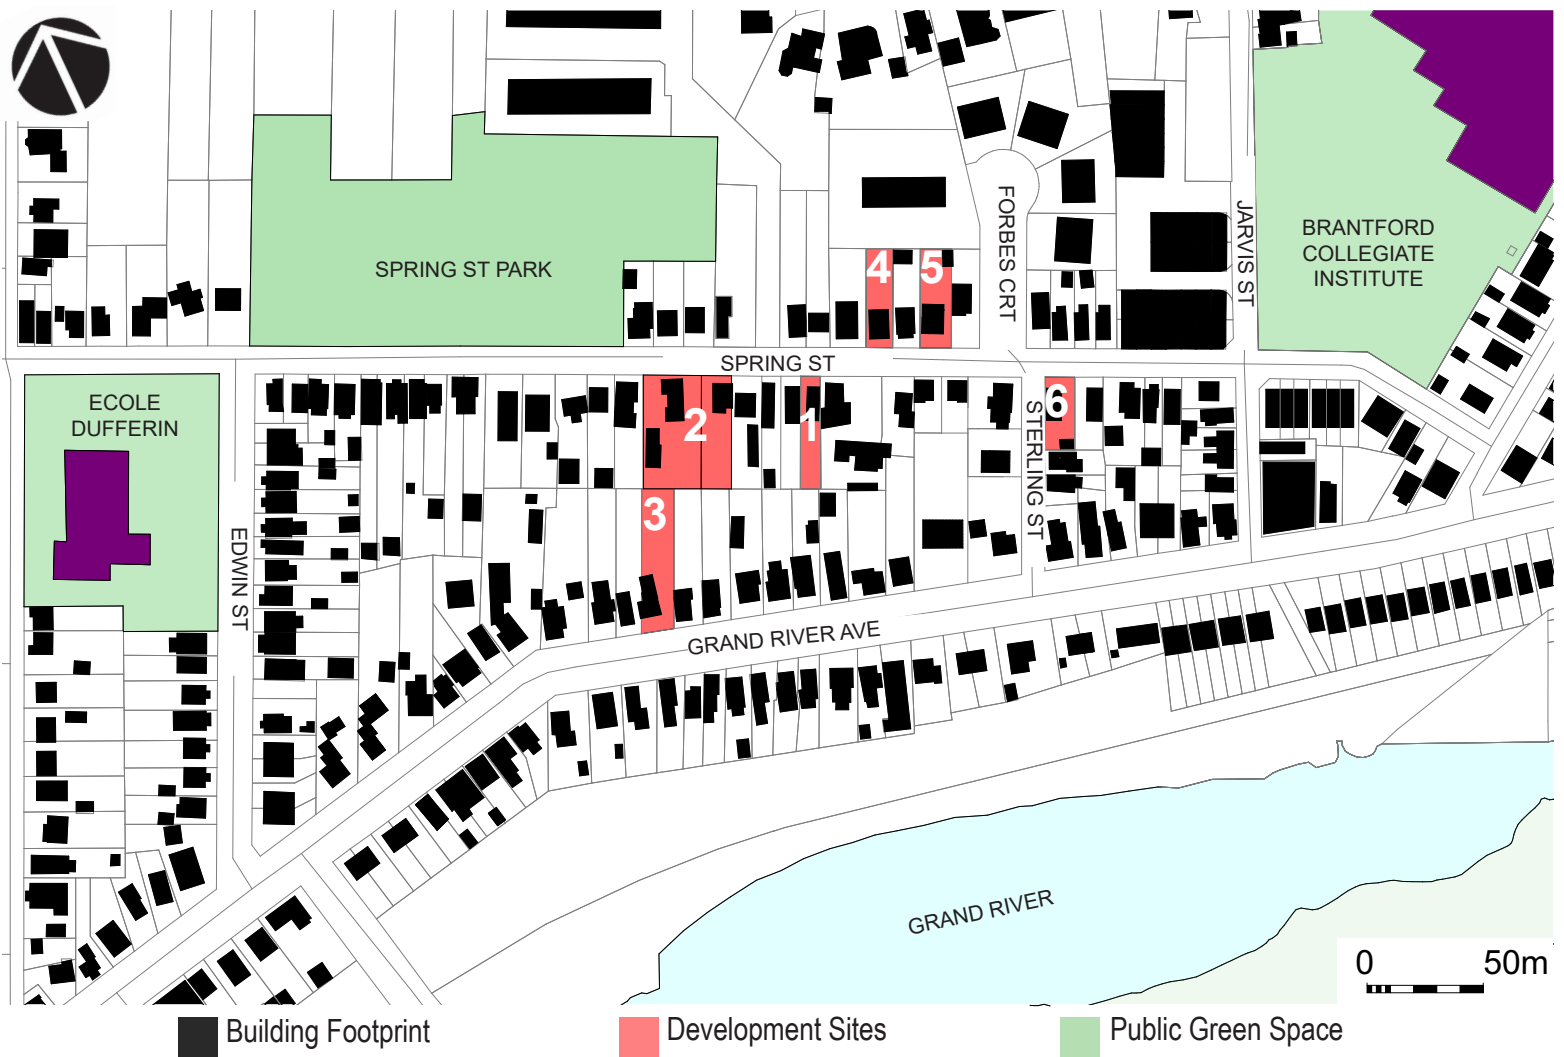 SPRING ST PARK
FORBES CRT
JARVIS ST
BRANTFORD
COLLEGIATE
INSTITUTE
4
5
SPRING ST
ECOLE
DUFFERIN
2
1
6
STERLING ST
3
EDWIN ST
GRAND RIVER AVE
GRAND RIVER
0 50m
Building Footprint
Development Sites
Public Green Space